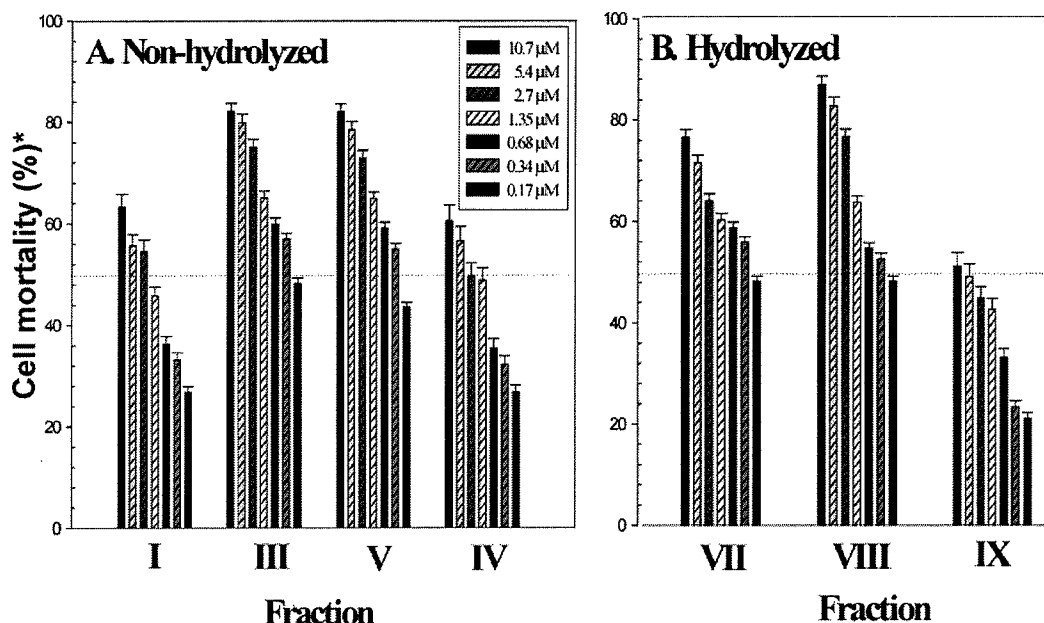 A. Non-hydrolyzed
10.7 μM
5.4 μM
2.7 μM
1.35 μM
0.68 μM
0.34 μM
0.17 μM
Cell mortality (%)*
100
80
60
40
20
0
I III V IV
Fraction
B. Hydrolyzed
100
80
60
40
20
0
VII VIII IX
Fraction